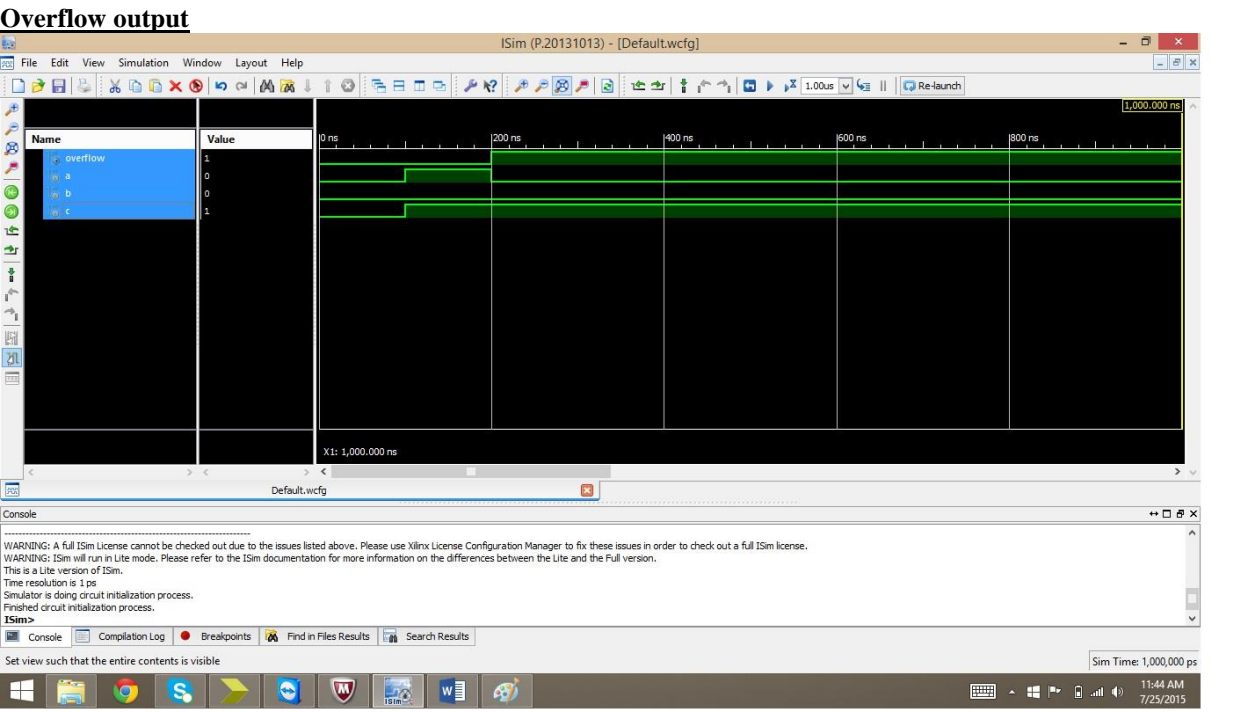 Overflow output
ISim (P.20131013) - [Default.wcfg]
File Edit View Simulation Window Layout Help
1.00us Re-launch
1,000.000 ns
Name Value
0 ns 200 ns 400 ns 600 ns 800 ns
overflow 1
a 0
b 0
c 1
X1: 1,000.000 ns
Default.wcfg
Console
WARNING: A full ISim License cannot be checked out due to the issues listed above. Please use Xilinx License Configuration Manager to fix these issues in order to check out a full ISim license.
WARNING: ISim will run in Lite mode. Please refer to the ISim documentation for more information on the differences between the Lite and the Full version.
This is a Lite version of ISim.
Time resolution is 1 ps
Simulator is doing circuit initialization process.
Finished circuit initialization process.
ISim>
Console Compilation Log Breakpoints Find in Files Results Search Results
Set view such that the entire contents is visible
Sim Time: 1,000,000 ps
11:44 AM
7/25/2015